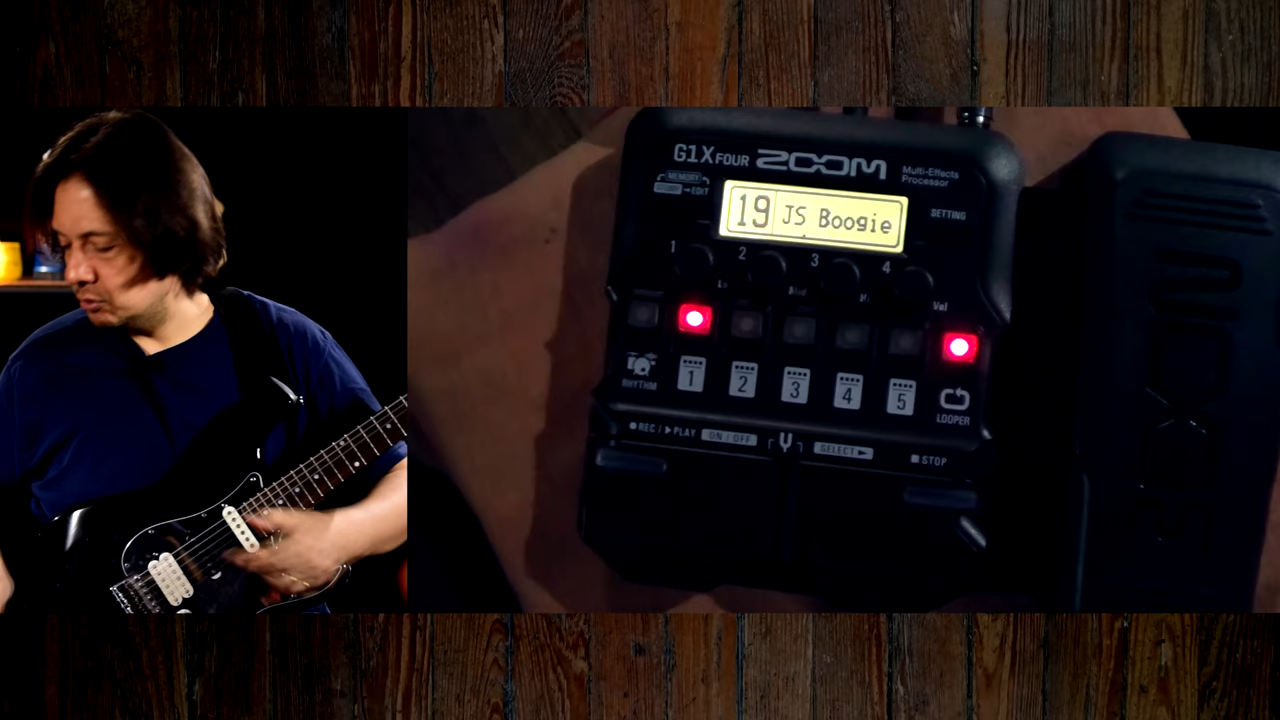 G1X FOUR ZOOM Multi-Effects Processor
MEMORY
STOMP EDIT
19 JS Boogie
SETTING
1 2 3 4
Vol
RHYTHM 1 2 3 4 5 LOOPER
REC / PLAY ON / OFF SELECT STOP